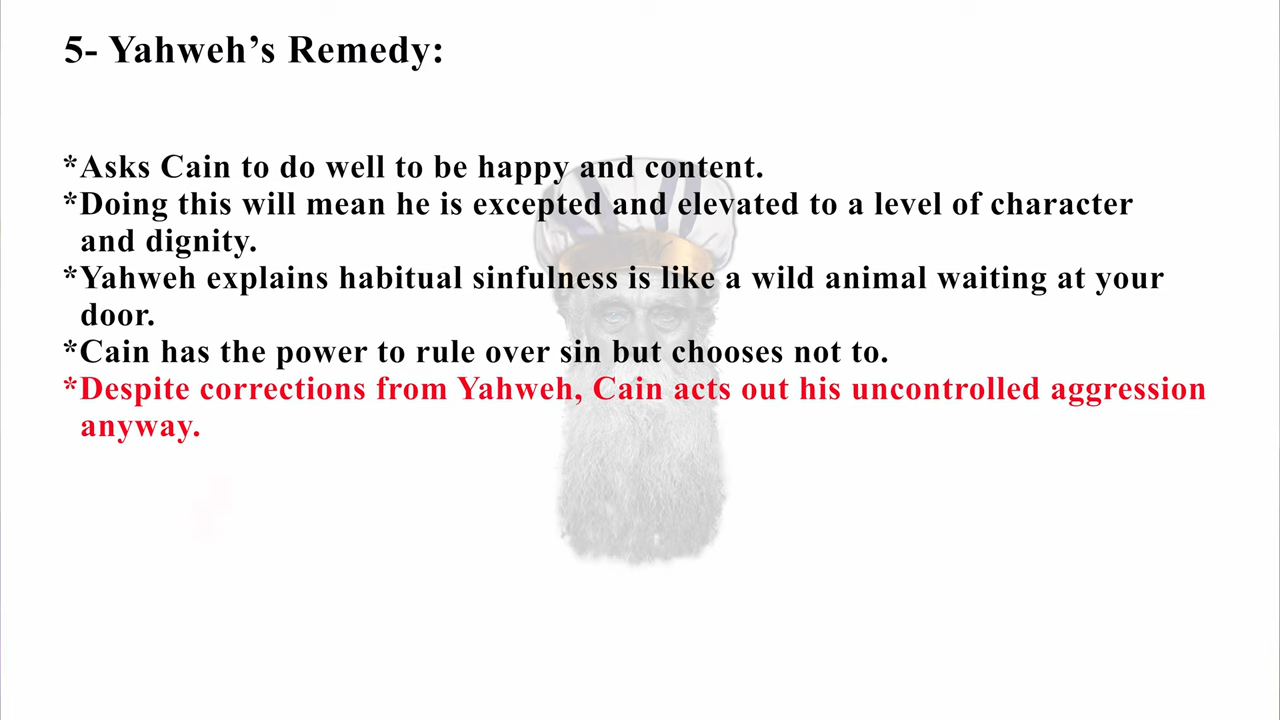 5- Yahweh’s Remedy:
*Asks Cain to do well to be happy and content.
*Doing this will mean he is excepted and elevated to a level of character
and dignity.
*Yahweh explains habitual sinfulness is like a wild animal waiting at your
door.
*Cain has the power to rule over sin but chooses not to.
*Despite corrections from Yahweh, Cain acts out his uncontrolled aggression
anyway.